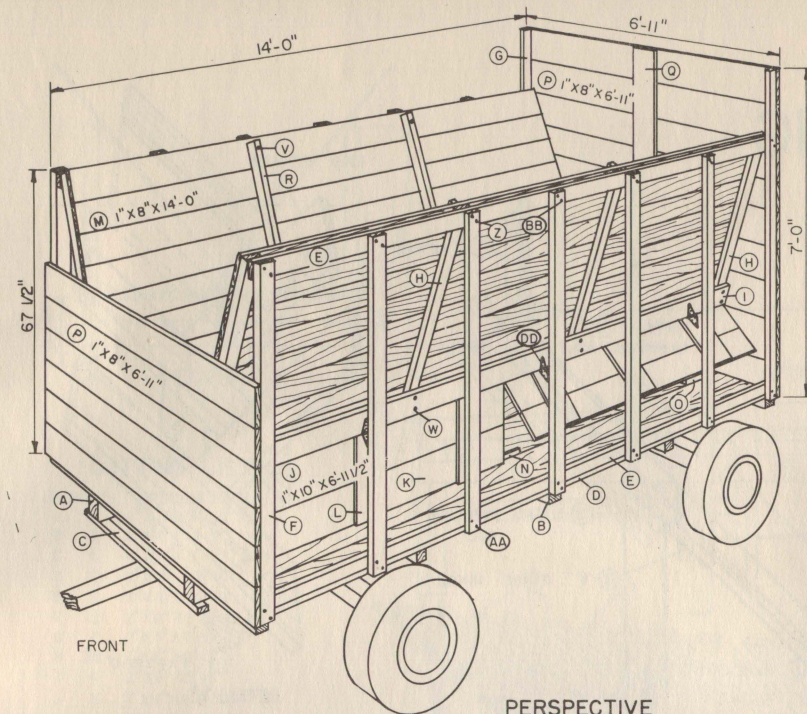 14'-0"
6'-11"
G
Q
P 1"X8"X6'-11"
V
R
M 1"X8"X14'-0"
Z
BB
E
H
H
7'-0"
67 1/2"
I
P 1"X8"X6'-11"
DD
O
W
J
1"X10"X6'-11 1/2"
N
K
E
A
L
D
F
B
C
AA
FRONT
PERSPECTIVE